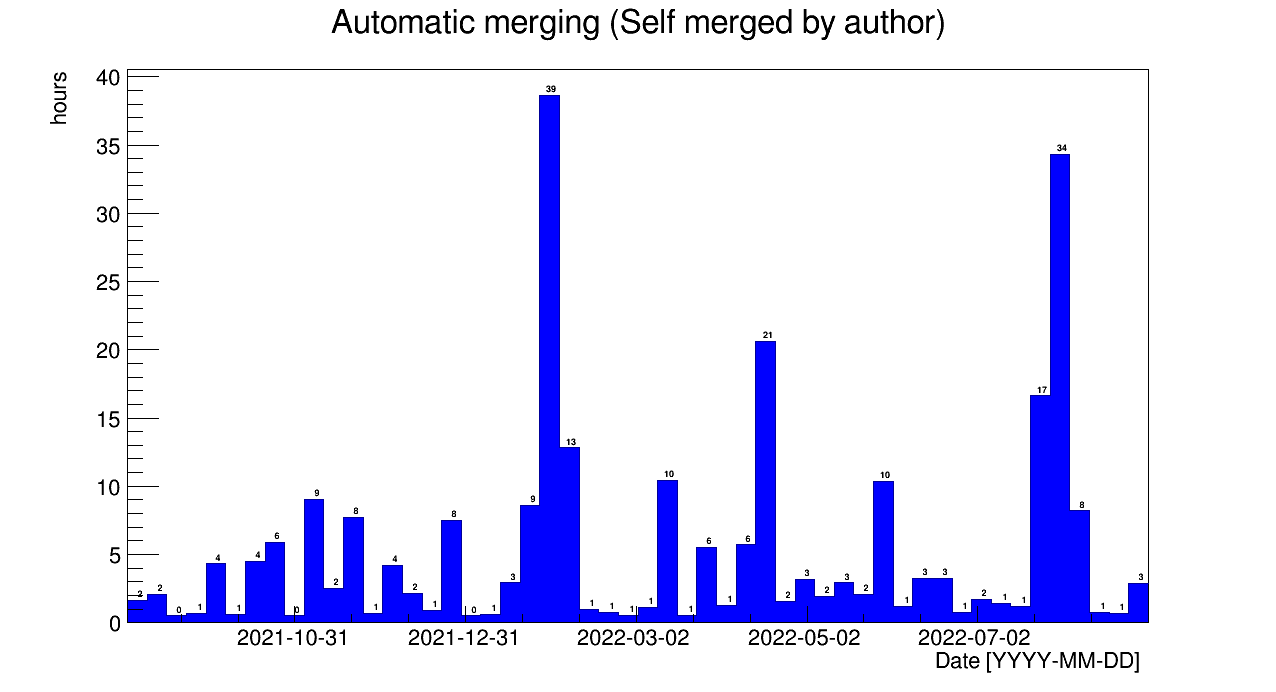 Automatic merging (Self merged by author)
hours
40
35
30
25
20
15
10
5
0
2 2 0 1 4 1 4 6 0 9 2 8 1 4 2 1 8 0 1 3 9 39 13 1 1 1 1 10 1 6 1 6 21 2 3 2 3 2 10 1 3 3 1 2 1 1 17 34 8 1 1 3
2021-10-31 2021-12-31 2022-03-02 2022-05-02 2022-07-02
Date [YYYY-MM-DD]